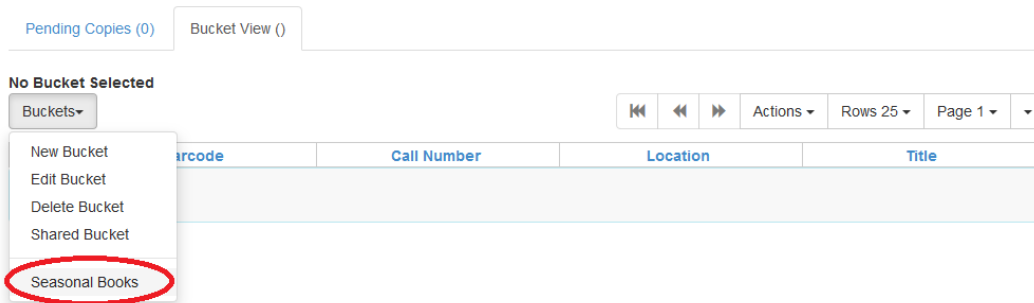 Pending Copies (0) Bucket View ()
No Bucket Selected
Buckets
Actions Rows 25 Page 1
arcode Call Number Location Title
New Bucket
Edit Bucket
Delete Bucket
Shared Bucket
Seasonal Books